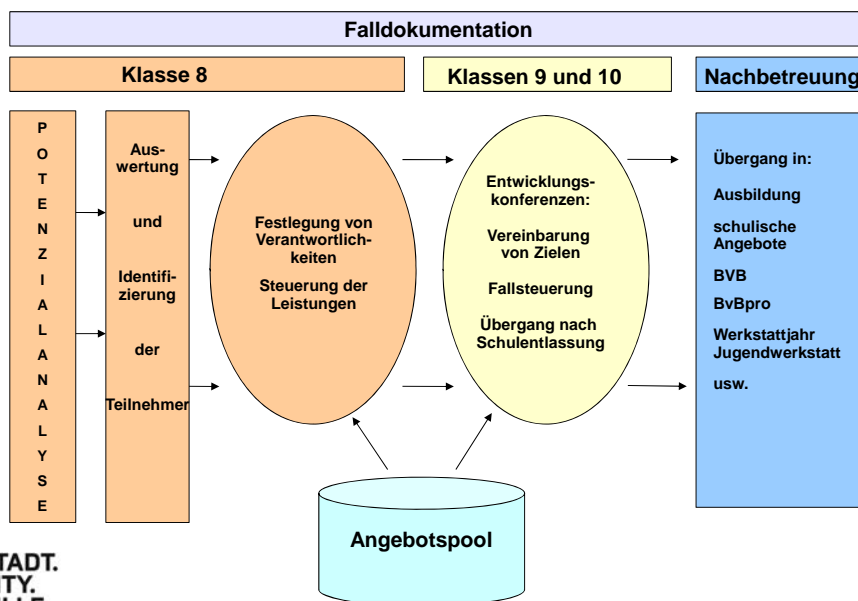 Falldokumentation
Klasse 8
Klassen 9 und 10
Nachbetreuung
P
O
T
E
N
Z
I
A
L
A
N
A
L
Y
S
E
Aus-
wertung
und
Identifi-
zierung
der
Teilnehmer
Festlegung von
Verantwortlich-
keiten
Steuerung der
Leistungen
Entwicklungs-
konferenzen:
Vereinbarung
von Zielen
Fallsteuerung
Übergang nach
Schulentlassung
Übergang in:
Ausbildung
schulische
Angebote
BVB
BvBpro
Werkstattjahr
Jugendwerkstatt
usw.
Angebotspool
TADT.
ITY.